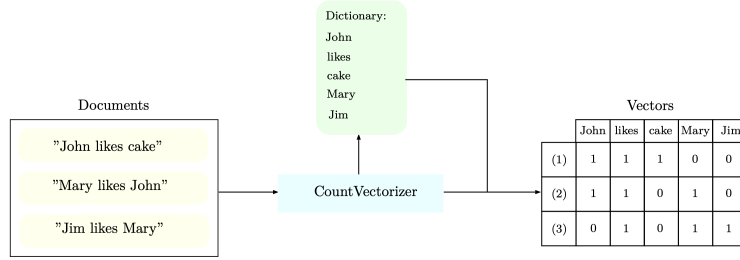 Dictionary:
John
likes
cake
Mary
Jim
Documents
"John likes cake"
"Mary likes John"
"Jim likes Mary"
CountVectorizer
Vectors
John likes cake Mary Jim
(1) 1 1 1 0 0
(2) 1 1 0 1 0
(3) 0 1 0 1 1